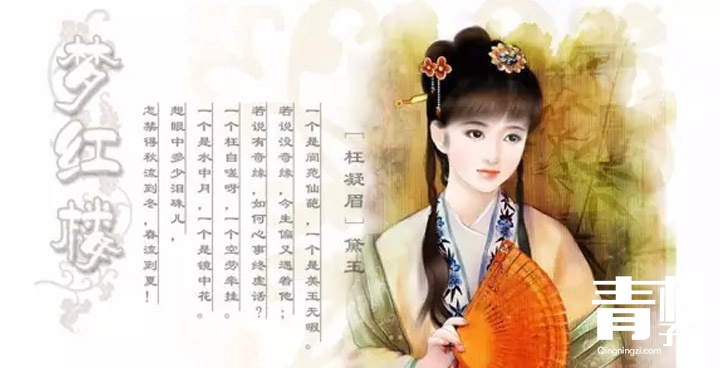 梦红楼
[枉凝眉] 黛玉
一个是阆苑仙葩,一个是美玉无瑕。
若说没奇缘,今生偏又遇着他;
若说有奇缘,如何心事终虚话?
一个枉自嗟呀,一个空劳牵挂。
一个是水中月,一个是镜中花。
想眼中多少泪珠儿,
怎禁得秋流到冬,春流到夏!
青
Qingningzi.com